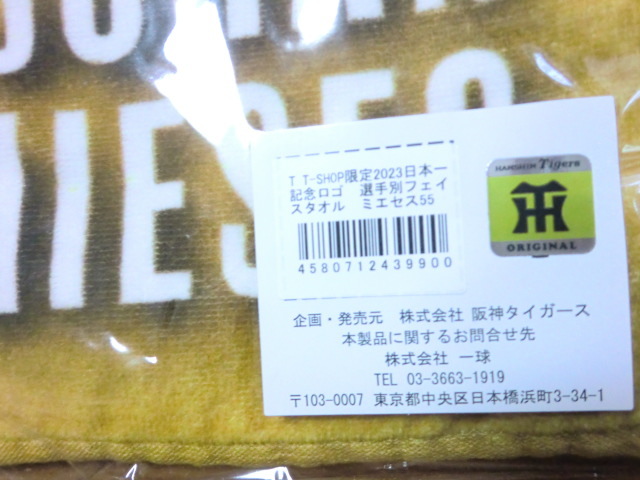 MIESES
T T-SHOP限定2023日本一
記念ロゴ 選手別フェイ
スタオル ミエセス55
4580712439900
HANSHIN Tigers
HT
ORIGINAL
企画・発売元 株式会社 阪神タイガース
本製品に関するお問合せ先
株式会社 一球
TEL 03-3663-1919
〒103-0007 東京都中央区日本橋浜町3-34-1